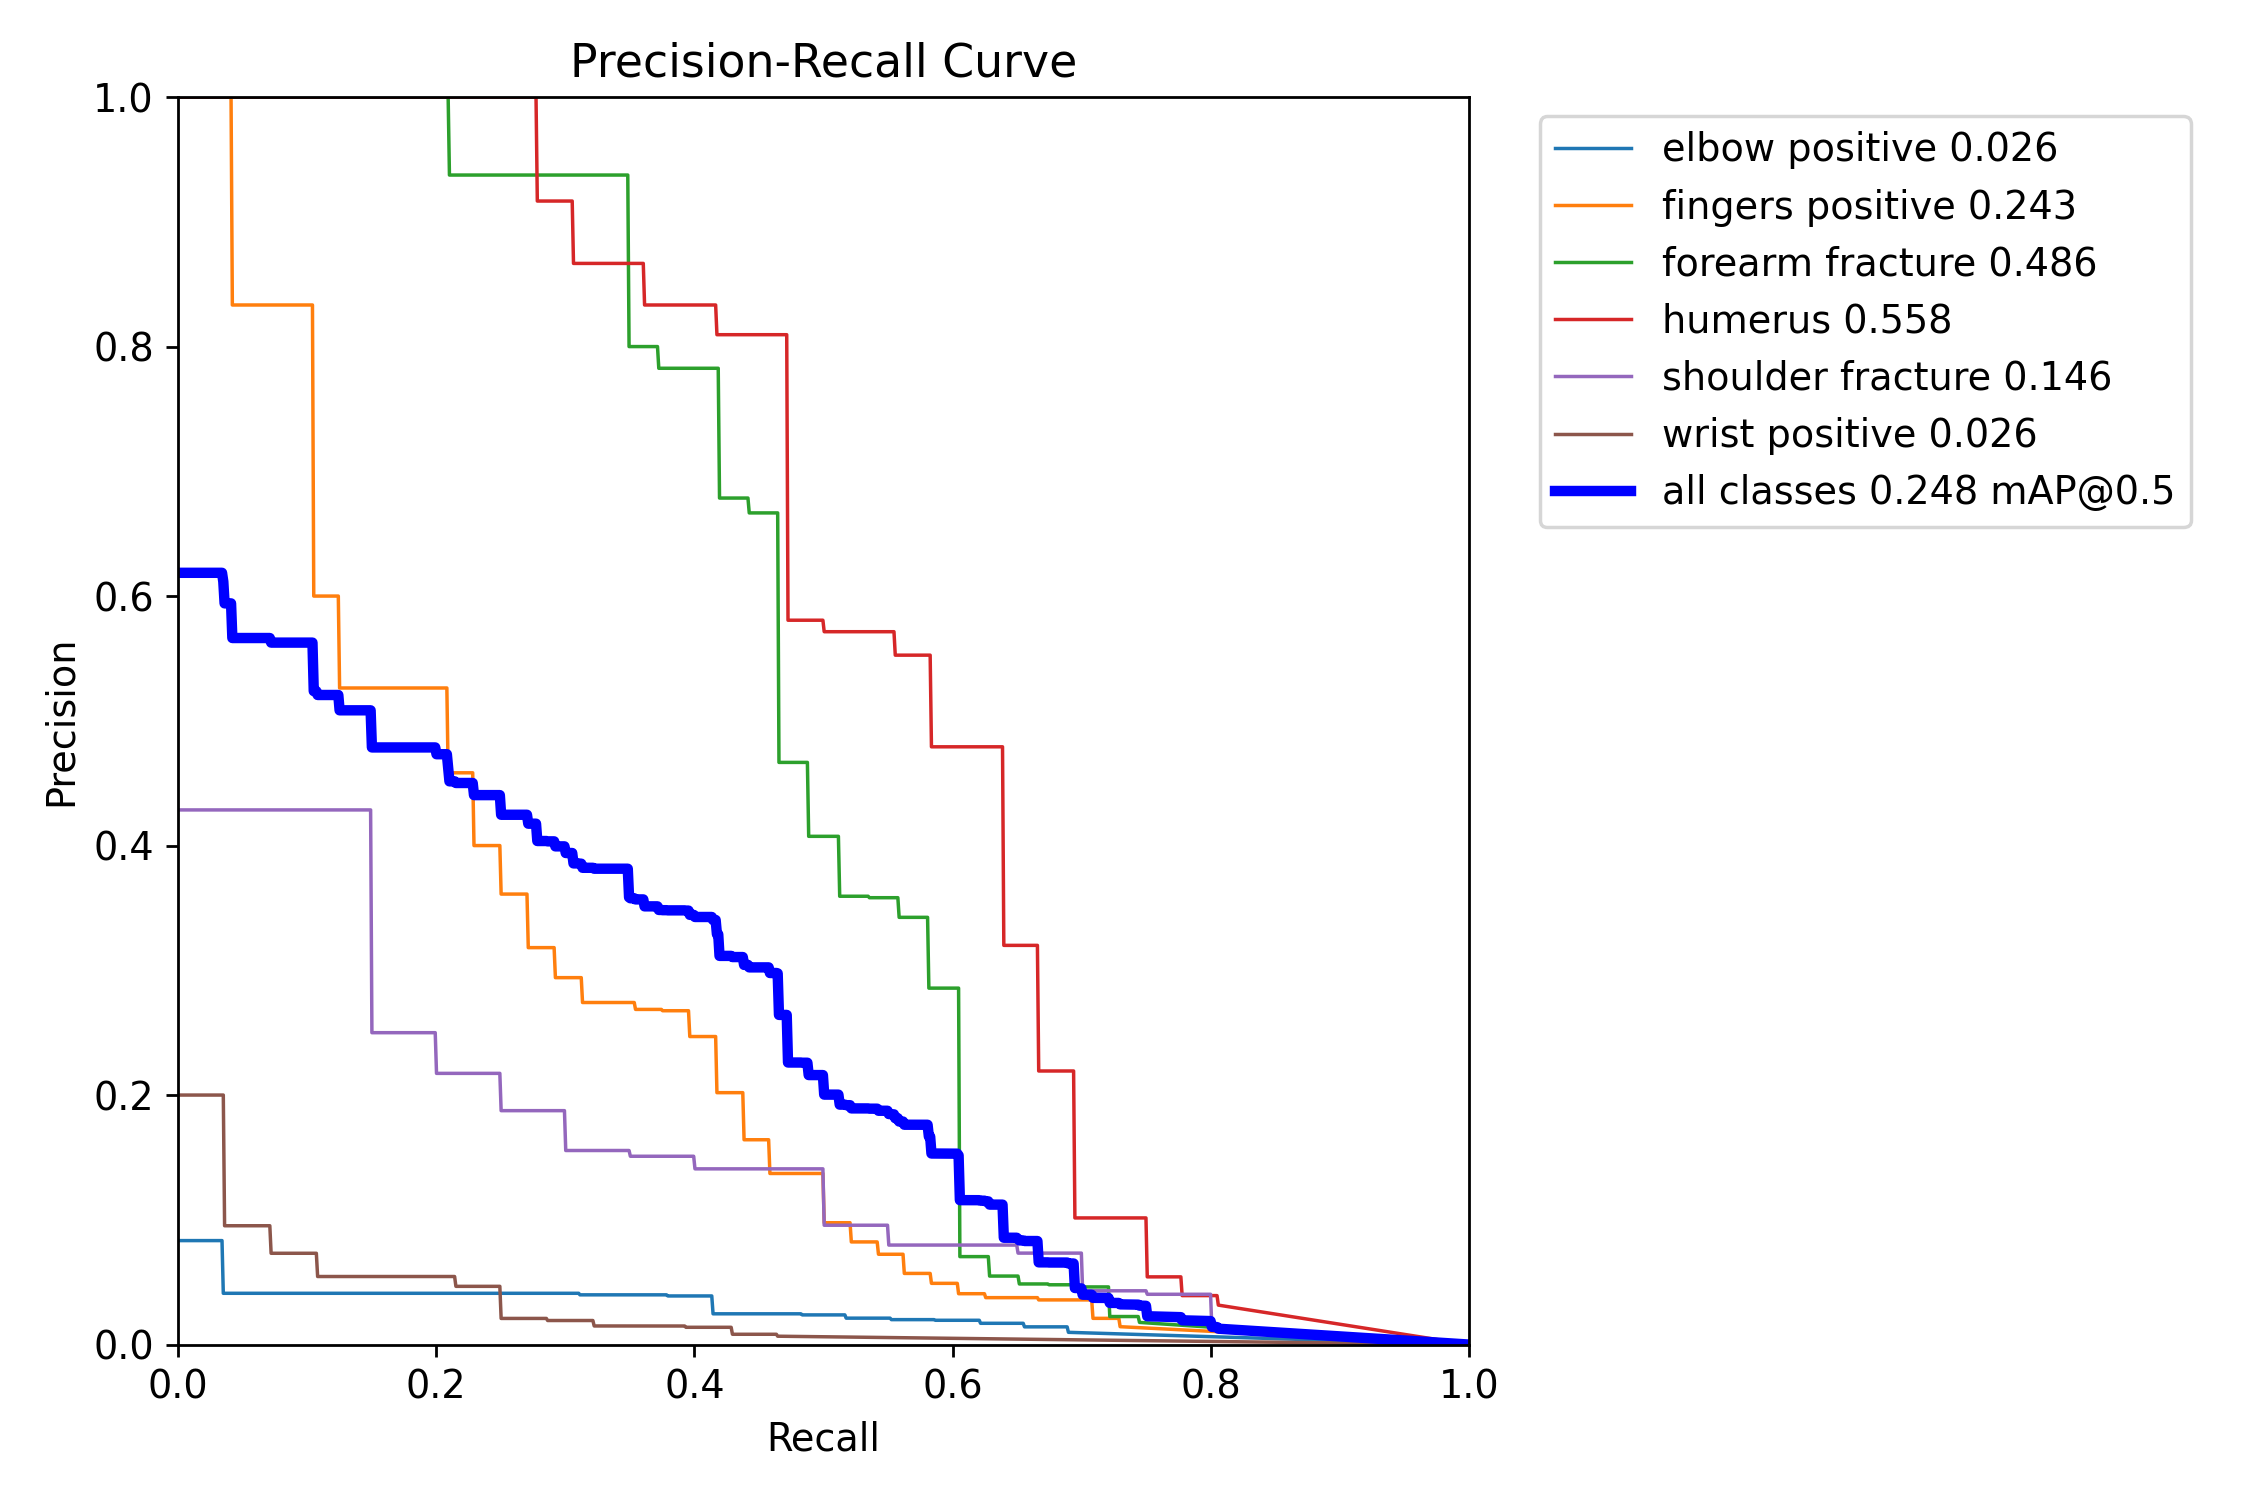 Precision-Recall Curve
1.0
0.8
0.6
0.4
0.2
0.0
Precision
0.0 0.2 0.4 0.6 0.8 1.0
Recall
elbow positive 0.026
fingers positive 0.243
forearm fracture 0.486
humerus 0.558
shoulder fracture 0.146
wrist positive 0.026
all classes 0.248 mAP@0.5